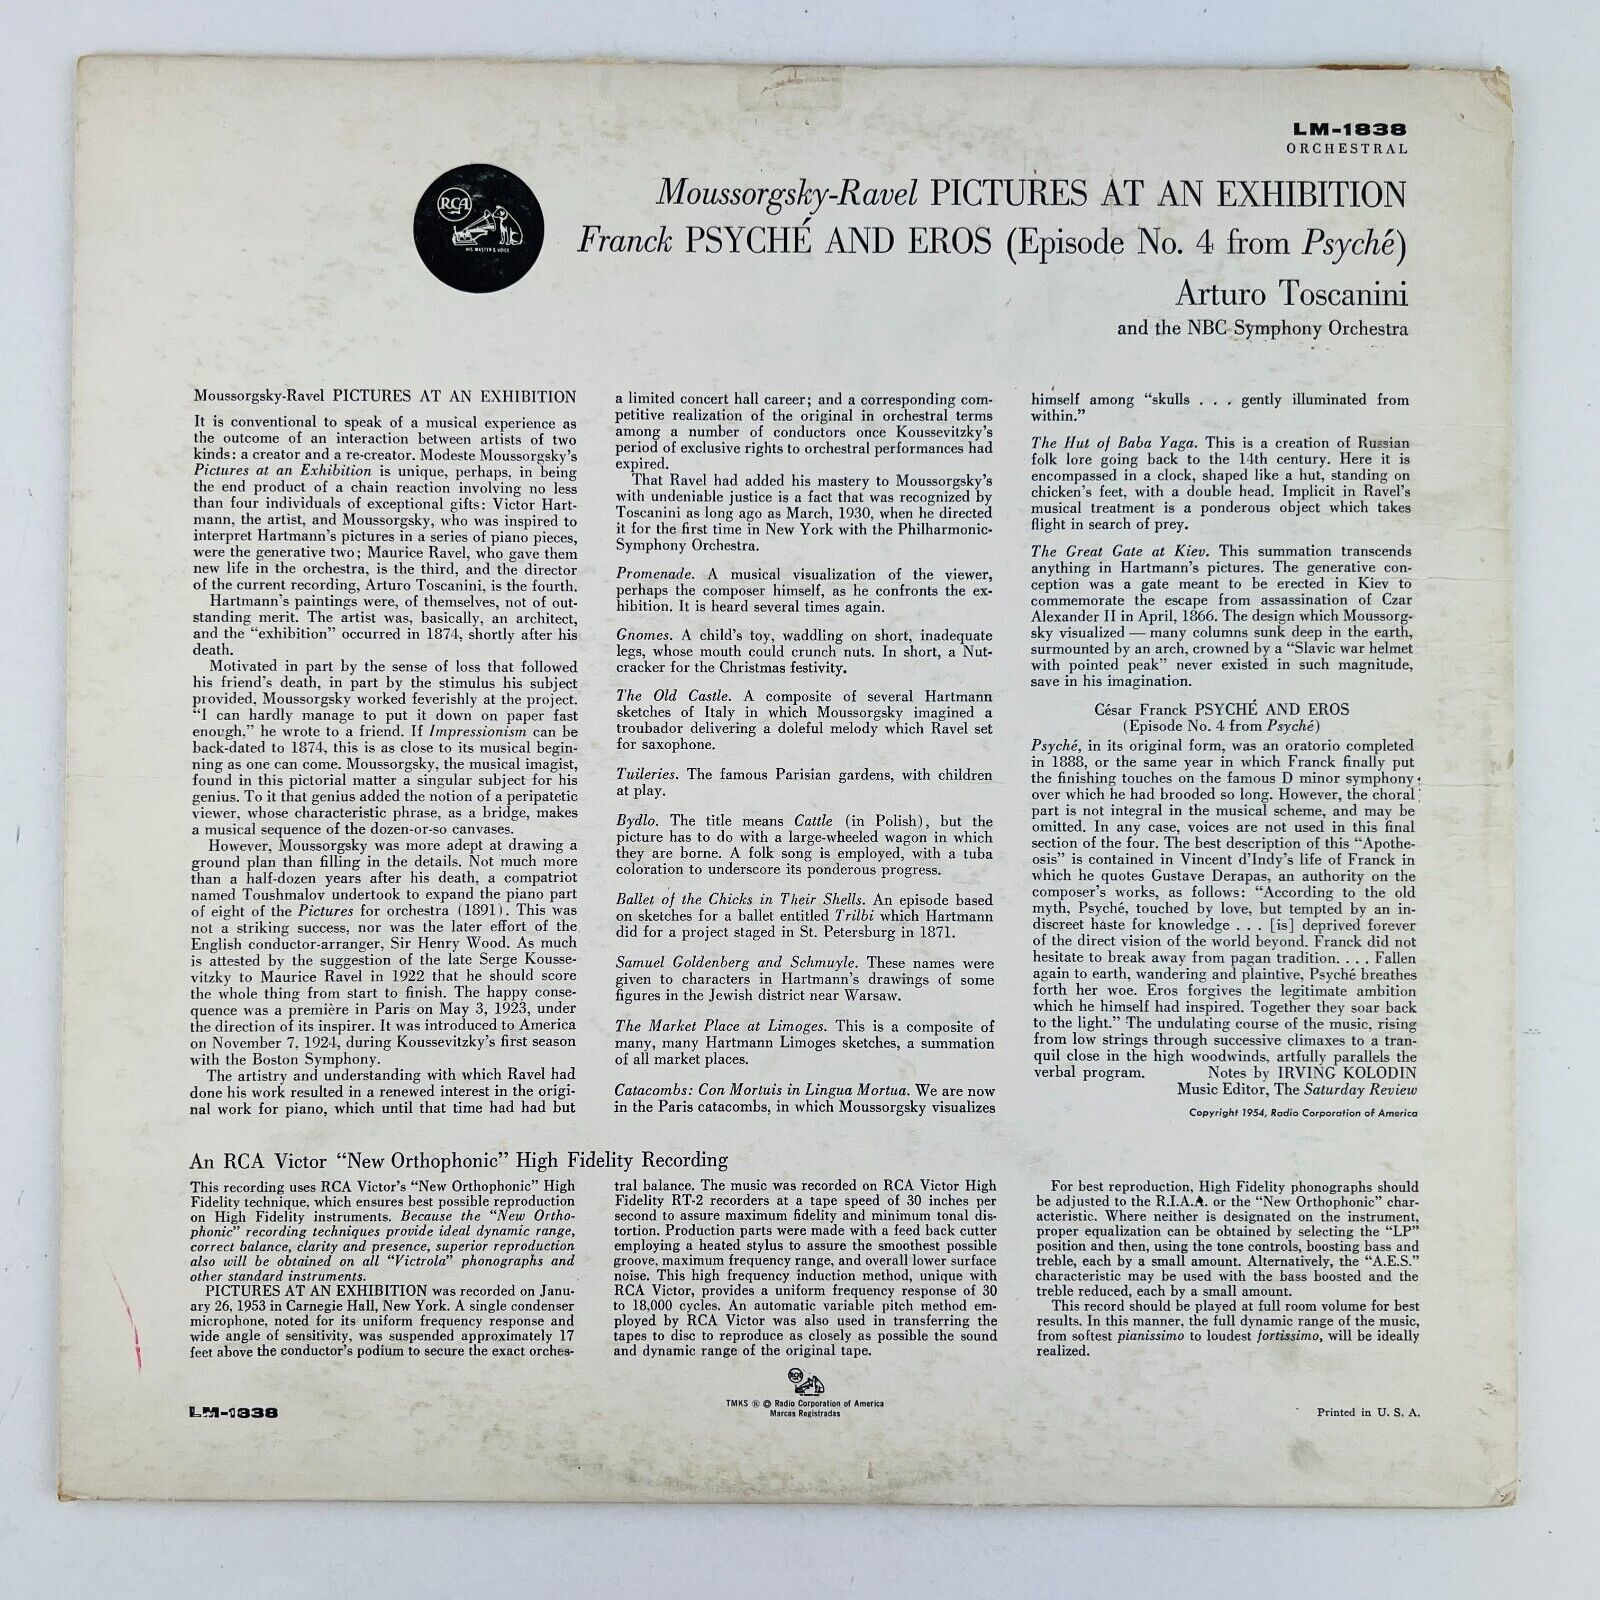 LM-1838
ORCHESTRAL
Moussorgsky-Ravel PICTURES AT AN EXHIBITION
Franck PSYCHÉ AND EROS (Episode No. 4 from Psyché)
Arturo Toscanini
and the NBC Symphony Orchestra
RCA
HIS MASTER'S VOICE
Moussorgsky-Ravel PICTURES AT AN EXHIBITION
It is conventional to speak of a musical experience as
the outcome of an interaction between artists of two
kinds: a creator and a re-creator. Modeste Moussorgsky's
Pictures at an Exhibition is unique, perhaps, in being
the end product of a chain reaction involving no less
than four individuals of exceptional gifts: Victor Hart-
mann, the artist, and Moussorgsky, who was inspired to
interpret Hartmann's pictures in a series of piano pieces,
were the generative two; Maurice Ravel, who gave them
new life in the orchestra, is the third, and the director
of the current recording, Arturo Toscanini, is the fourth.
Hartmann's paintings were, of themselves, not of out-
standing merit. The artist was, basically, an architect,
and the "exhibition" occurred in 1874, shortly after his
death.
Motivated in part by the sense of loss that followed
his friend's death, in part by the stimulus his subject
provided, Moussorgsky worked feverishly at the project.
"I can hardly manage to put it down on paper fast
enough," he wrote to a friend. If Impressionism can be
back-dated to 1874, this is as close to its musical begin-
ning as one can come. Moussorgsky, the musical imagist,
found in this pictorial matter a singular subject for his
genius. To it that genius added the notion of a peripatetic
viewer, whose characteristic phrase, as a bridge, makes
a musical sequence of the dozen-or-so canvases.
However, Moussorgsky was more adept at drawing a
ground plan than filling in the details. Not much more
than a half-dozen years after his death, a compatriot
named Toushmalov undertook to expand the piano part
of eight of the Pictures for orchestra (1891). This was
not a striking success, nor was the later effort of the
English conductor-arranger, Sir Henry Wood. As much
is attested by the suggestion of the late Serge Kousse-
vitzky to Maurice Ravel in 1922 that he should score
the whole thing from start to finish. The happy conse-
quence was a première in Paris on May 3, 1923, under
the direction of its inspirer. It was introduced to America
on November 7, 1924, during Koussevitzky's first season
with the Boston Symphony.
The artistry and understanding with which Ravel had
done his work resulted in a renewed interest in the origi-
nal work for piano, which until that time had had but
a limited concert hall career; and a corresponding com-
petitive realization of the original in orchestral terms
among a number of conductors once Koussevitzky's
period of exclusive rights to orchestral performances had
expired.
That Ravel had added his mastery to Moussorgsky's
with undeniable justice is a fact that was recognized by
Toscanini as long ago as March, 1930, when he directed
it for the first time in New York with the Philharmonic-
Symphony Orchestra.
Promenade. A musical visualization of the viewer,
perhaps the composer himself, as he confronts the ex-
hibition. It is heard several times again.
Gnomes. A child's toy, waddling on short, inadequate
legs, whose mouth could crunch nuts. In short, a Nut-
cracker for the Christmas festivity.
The Old Castle. A composite of several Hartmann
sketches of Italy in which Moussorgsky imagined a
troubador delivering a doleful melody which Ravel set
for saxophone.
Tuileries. The famous Parisian gardens, with children
at play.
Bydlo. The title means Cattle (in Polish), but the
picture has to do with a large-wheeled wagon in which
they are borne. A folk song is employed, with a tuba
coloration to underscore its ponderous progress.
Ballet of the Chicks in Their Shells. An episode based
on sketches for a ballet entitled Trilbi which Hartmann
did for a project staged in St. Petersburg in 1871.
Samuel Goldenberg and Schmuyle. These names were
given to characters in Hartmann's drawings of some
figures in the Jewish district near Warsaw.
The Market Place at Limoges. This is a composite of
many, many Hartmann Limoges sketches, a summation
of all market places.
Catacombs: Con Mortuis in Lingua Mortua. We are now
in the Paris catacombs, in which Moussorgsky visualizes
himself among "skulls . . . gently illuminated from
within."
The Hut of Baba Yaga. This is a creation of Russian
folk lore going back to the 14th century. Here it is
encompassed in a clock, shaped like a hut, standing on
chicken's feet, with a double head. Implicit in Ravel's
musical treatment is a ponderous object which takes
flight in search of prey.
The Great Gate at Kiev. This summation transcends
anything in Hartmann's pictures. The generative con-
ception was a gate meant to be erected in Kiev to
commemorate the escape from assassination of Czar
Alexander II in April, 1866. The design which Moussorg-
sky visualized — many columns sunk deep in the earth,
surmounted by an arch, crowned by a "Slavic war helmet
with pointed peak" never existed in such magnitude,
save in his imagination.
César Franck PSYCHÉ AND EROS
(Episode No. 4 from Psyché)
Psyché, in its original form, was an oratorio completed
in 1888, or the same year in which Franck finally put
the finishing touches on the famous D minor symphony
over which he had brooded so long. However, the choral
part is not integral in the musical scheme, and may be
omitted. In any case, voices are not used in this final
section of the four. The best description of this "Apothe-
osis" is contained in Vincent d'Indy's life of Franck in
which he quotes Gustave Derapas, an authority on the
composer's works, as follows: "According to the old
myth, Psyché, touched by love, but tempted by an in-
discreet haste for knowledge . . . [is] deprived forever
of the direct vision of the world beyond. Franck did not
hesitate to break away from pagan tradition. . . . Fallen
again to earth, wandering and plaintive, Psyché breathes
forth her woe. Eros forgives the legitimate ambition
which he himself had inspired. Together they soar back
to the light." The undulating course of the music, rising
from low strings through successive climaxes to a tran-
quil close in the high woodwinds, artfully parallels the
verbal program. Notes by IRVING KOLODIN
Music Editor, The Saturday Review
Copyright 1954, Radio Corporation of America
An RCA Victor "New Orthophonic" High Fidelity Recording
This recording uses RCA Victor's "New Orthophonic" High
Fidelity technique, which ensures best possible reproduction
on High Fidelity instruments. Because the "New Ortho-
phonic" recording techniques provide ideal dynamic range,
correct balance, clarity and presence, superior reproduction
also will be obtained on all "Victrola" phonographs and
other standard instruments.
PICTURES AT AN EXHIBITION was recorded on Janu-
ary 26, 1953 in Carnegie Hall, New York. A single condenser
microphone, noted for its uniform frequency response and
wide angle of sensitivity, was suspended approximately 17
feet above the conductor's podium to secure the exact orches-
tral balance. The music was recorded on RCA Victor High
Fidelity RT-2 recorders at a tape speed of 30 inches per
second to assure maximum fidelity and minimum tonal dis-
tortion. Production parts were made with a feed back cutter
employing a heated stylus to assure the smoothest possible
groove, maximum frequency range, and overall lower surface
noise. This high frequency induction method, unique with
RCA Victor, provides a uniform frequency response of 30
to 18,000 cycles. An automatic variable pitch method em-
ployed by RCA Victor was also used in transferring the
tapes to disc to reproduce as closely as possible the sound
and dynamic range of the original tape.
For best reproduction, High Fidelity phonographs should
be adjusted to the R.I.A.A. or the "New Orthophonic" char-
acteristic. Where neither is designated on the instrument,
proper equalization can be obtained by selecting the "LP"
position and then, using the tone controls, boosting bass and
treble, each by a small amount. Alternatively, the "A.E.S."
characteristic may be used with the bass boosted and the
treble reduced, each by a small amount.
This record should be played at full room volume for best
results. In this manner, the full dynamic range of the music,
from softest pianissimo to loudest fortissimo, will be ideally
realized.
RCA
TMKS ® © Radio Corporation of America
Marcas Registradas
LM-1838
Printed in U. S. A.